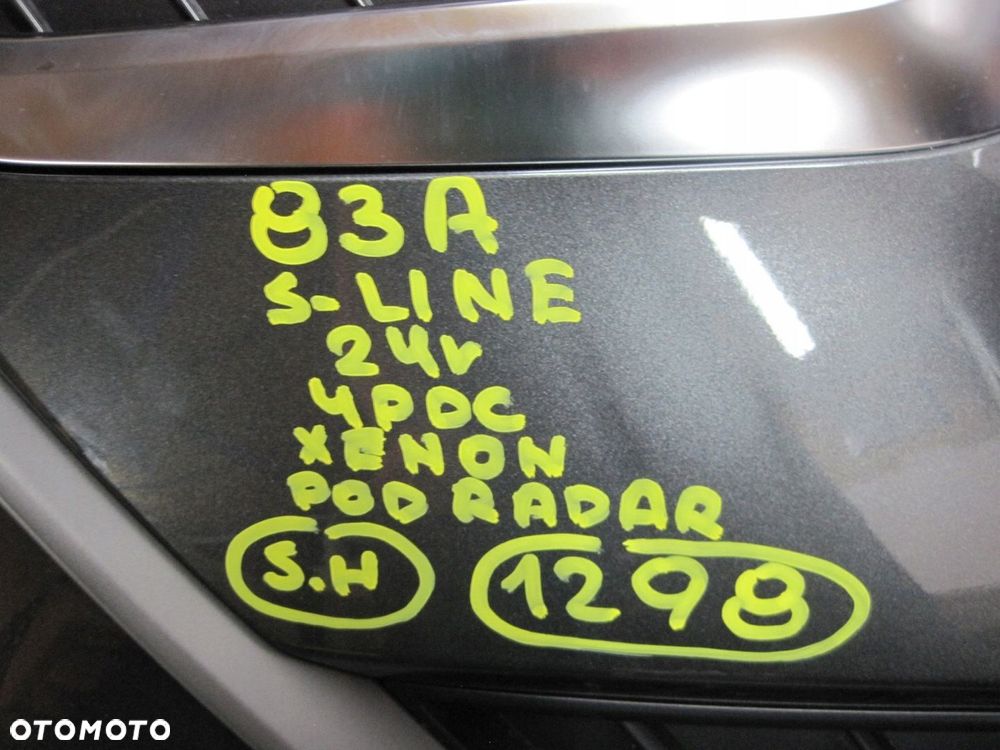 83A
S-LINE
24v
4PDC
XENON
POD RADAR
S.H 1298
OTOMOTO